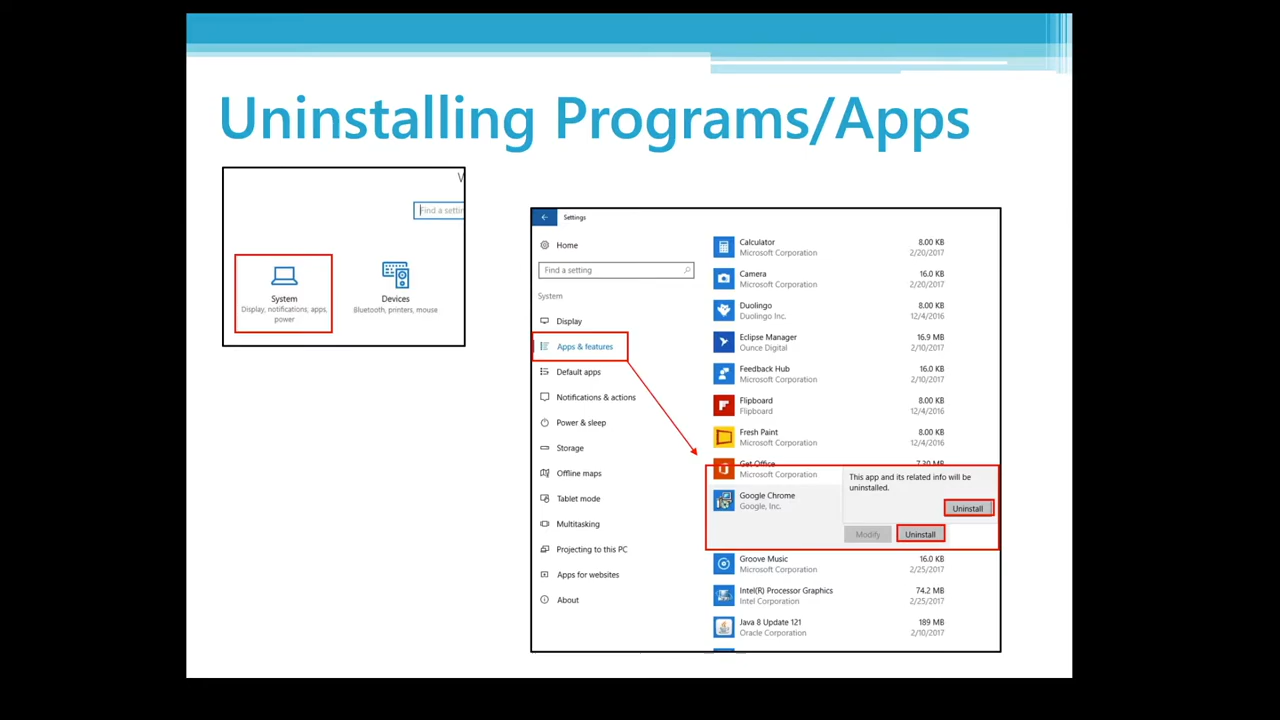 Uninstalling Programs/Apps
Find a settin
System
Display, notifications, apps,
power
Devices
Bluetooth, printers, mouse
Settings
Home
Find a setting
System
Display
Apps & features
Default apps
Notifications & actions
Power & sleep
Storage
Offline maps
Tablet mode
Multitasking
Projecting to this PC
Apps for websites
About
Calculator 8.00 KB
Microsoft Corporation 2/20/2017
Camera 16.0 KB
Microsoft Corporation 2/20/2017
Duolingo 8.00 KB
Duolingo Inc. 12/4/2016
Eclipse Manager 16.9 MB
Ounce Digital 2/10/2017
Feedback Hub 16.0 KB
Microsoft Corporation 2/10/2017
Flipboard 8.00 KB
Flipboard 12/4/2016
Fresh Paint 8.00 KB
Microsoft Corporation 12/4/2016
Get Office 7.30 MB
Microsoft Corporation
This app and its related info will be
uninstalled.
Uninstall
Google Chrome
Google, Inc.
Modify Uninstall
Groove Music 16.0 KB
Microsoft Corporation 2/25/2017
Intel(R) Processor Graphics 74.2 MB
Intel Corporation 2/25/2017
Java 8 Update 121 189 MB
Oracle Corporation 2/10/2017